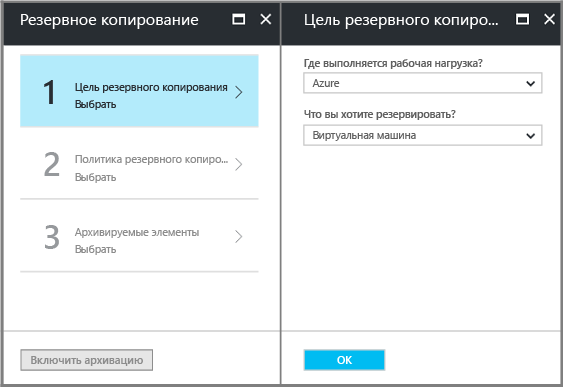 Резервное копирование
1
Цель резервного копирования
Выбрать
2
Политика резервного копиро...
Выбрать
3
Архивируемые элементы
Выбрать
Включить архивацию
Цель резервного копиро...
Где выполняется рабочая нагрузка?
Azure
Что вы хотите резервировать?
Виртуальная машина
ОК